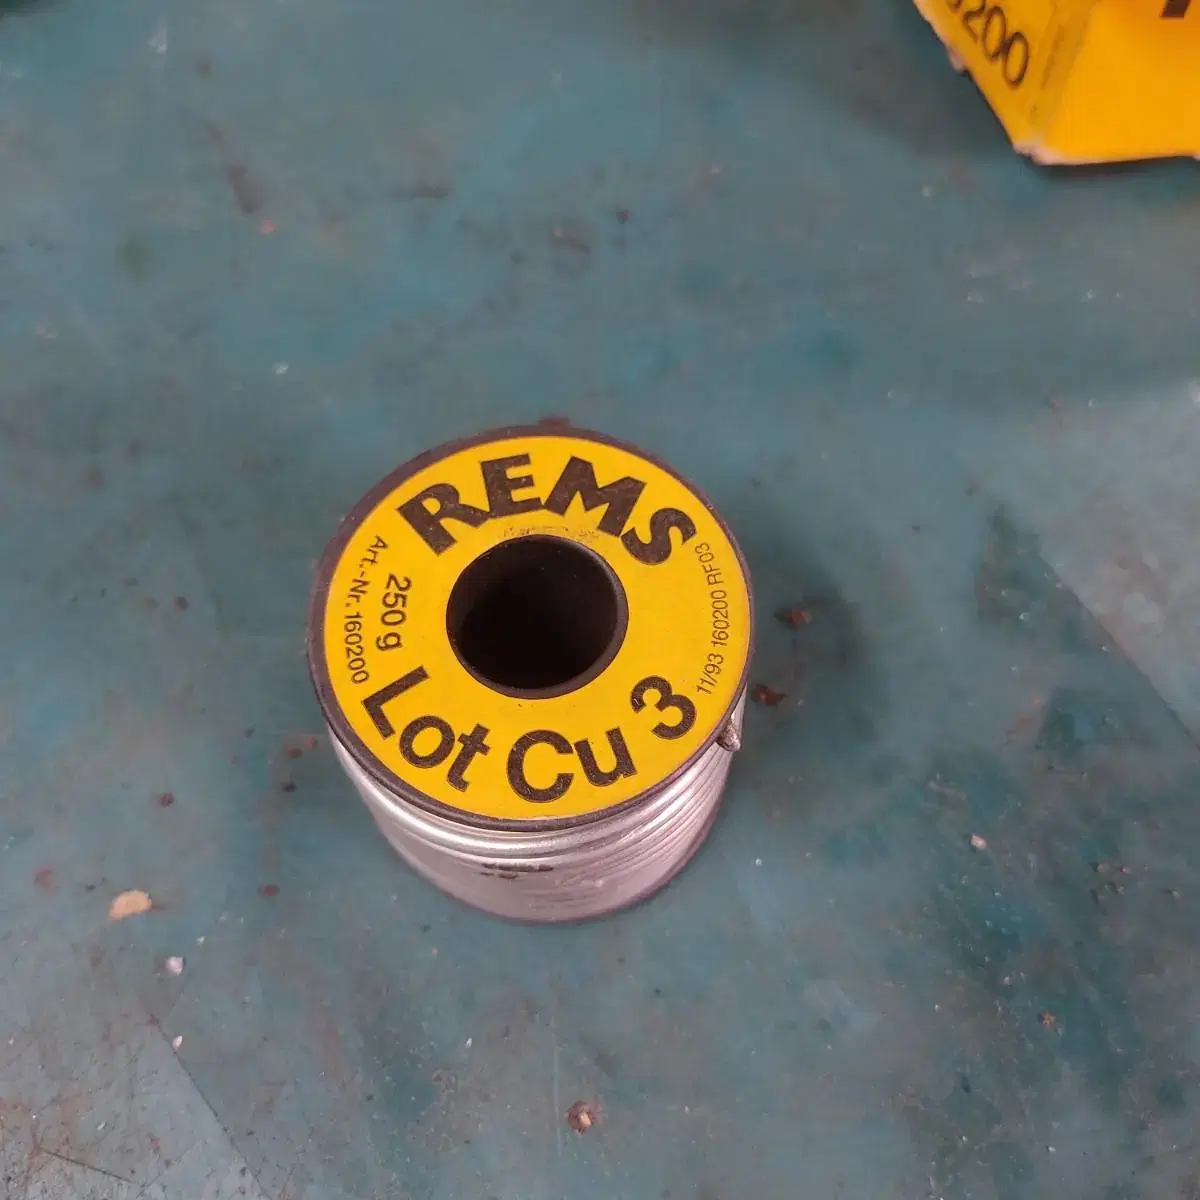 REMS
250 g
Art.-Nr. 160200
Lot Cu 3
11/93 160200 RF03